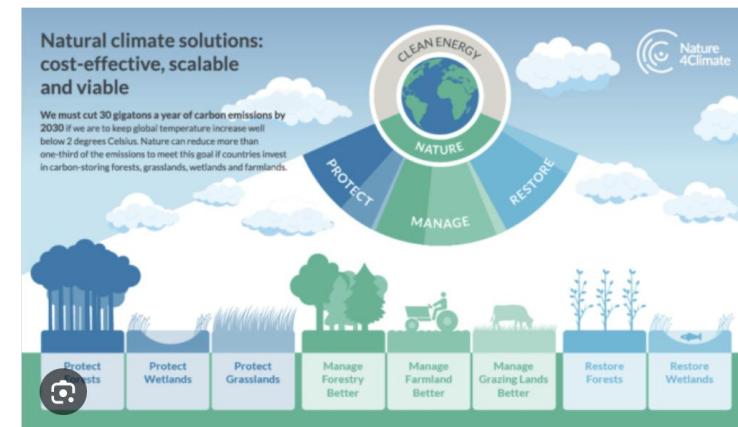 Natural climate solutions:
cost-effective, scalable
and viable
We must cut 30 gigatons a year of carbon emissions by
2030 if we are to keep global temperature increase well
below 2 degrees Celsius. Nature can reduce more than
one-third of the emissions to meet this goal if countries invest
in carbon-storing forests, grasslands, wetlands and farmlands.
CLEAN ENERGY
NATURE
Nature
4Climate
PROTECT
MANAGE
RESTORE
Protect
Forests
Protect
Wetlands
Protect
Grasslands
Manage
Forestry
Better
Manage
Farmland
Better
Manage
Grazing Lands
Better
Restore
Forests
Restore
Wetlands